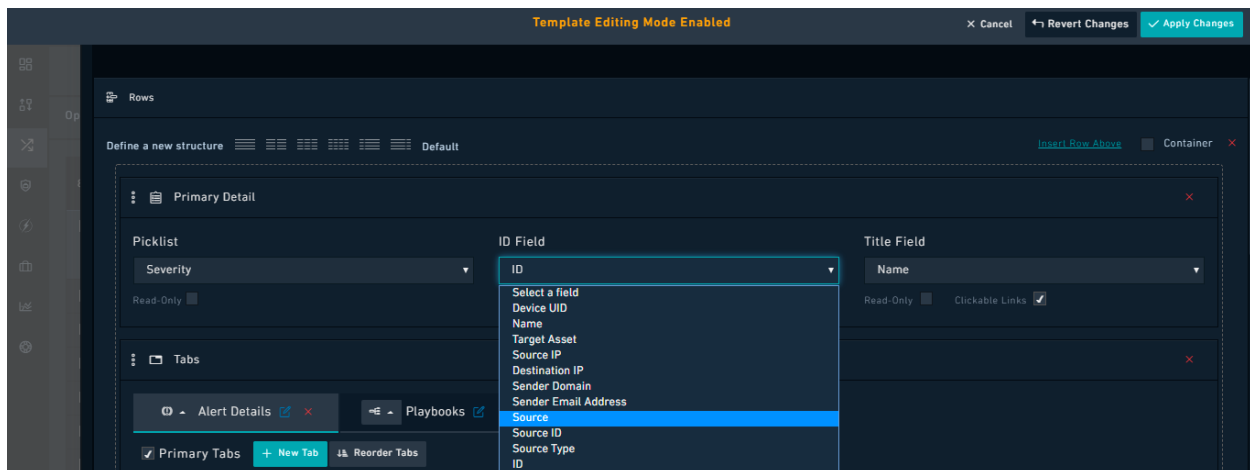 Template Editing Mode Enabled
Cancel
Revert Changes
Apply Changes
Op
Rows
Define a new structure
Default
Insert Row Above
Container
Primary Detail
Picklist
ID Field
Title Field
Severity
ID
Name
Read-Only
Read-Only
Clickable Links
Select a field
Device UID
Name
Target Asset
Source IP
Destination IP
Sender Domain
Sender Email Address
Source
Source ID
Source Type
ID
Tabs
Alert Details
Playbooks
Primary Tabs
+ New Tab
Reorder Tabs